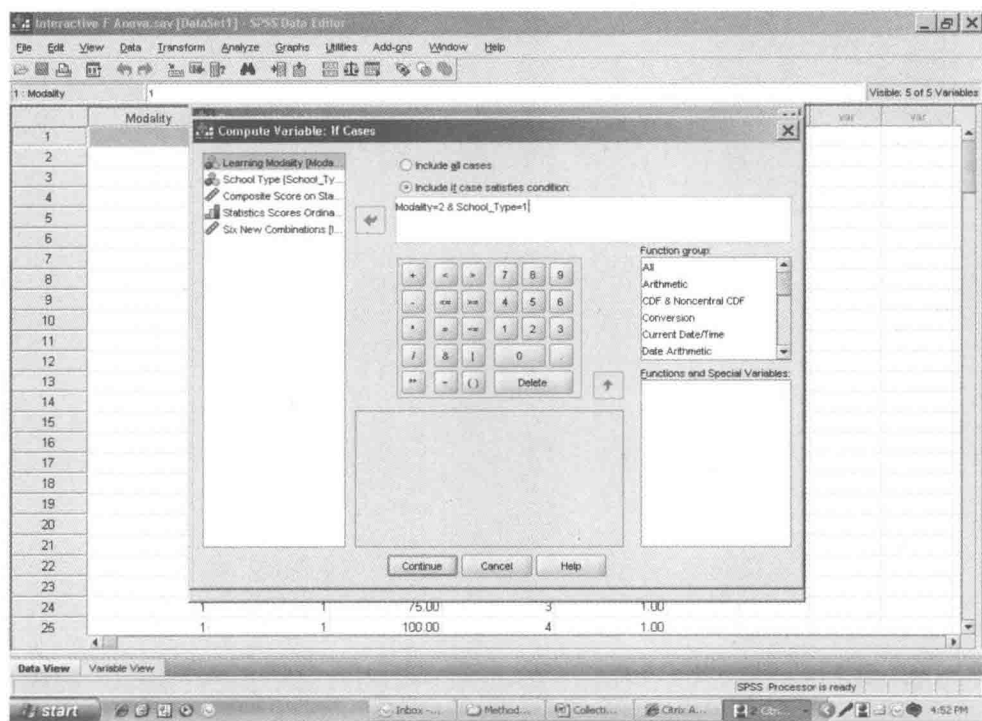 Interactive F Anova.sav [DataSet1] - SPSS Data Editor
File Edit View Data Transform Analyze Graphs Utilities Add-ons Window Help
1 : Modality 1 Visible: 5 of 5 Variables
Modality var var
Compute Variable: If Cases
Learning Modality [Moda...
School Type [School_Ty...
Composite Score on Sta...
Statistics Scores Ordina...
Six New Combinations [I...
Include all cases
Include if case satisfies condition:
Modality=2 & School_Type=1
Function group:
All
Arithmetic
CDF & Noncentral CDF
Conversion
Current Date/Time
Date Arithmetic
Functions and Special Variables:
+ < > 7 8 9
- <= >= 4 5 6
* = ~= 1 2 3
/ & | 0 .
** ~ ( ) Delete
Continue Cancel Help
1
2
3
4
5
6
7
8
9
10
11
12
13
14
15
16
17
18
19
20
21
22
23
24 1 1 75.00 3 1.00
25 1 1 100.00 4 1.00
Data View Variable View
SPSS Processor is ready
start Inbox -... Method... Collecti... Citrix A... 4:52 PM